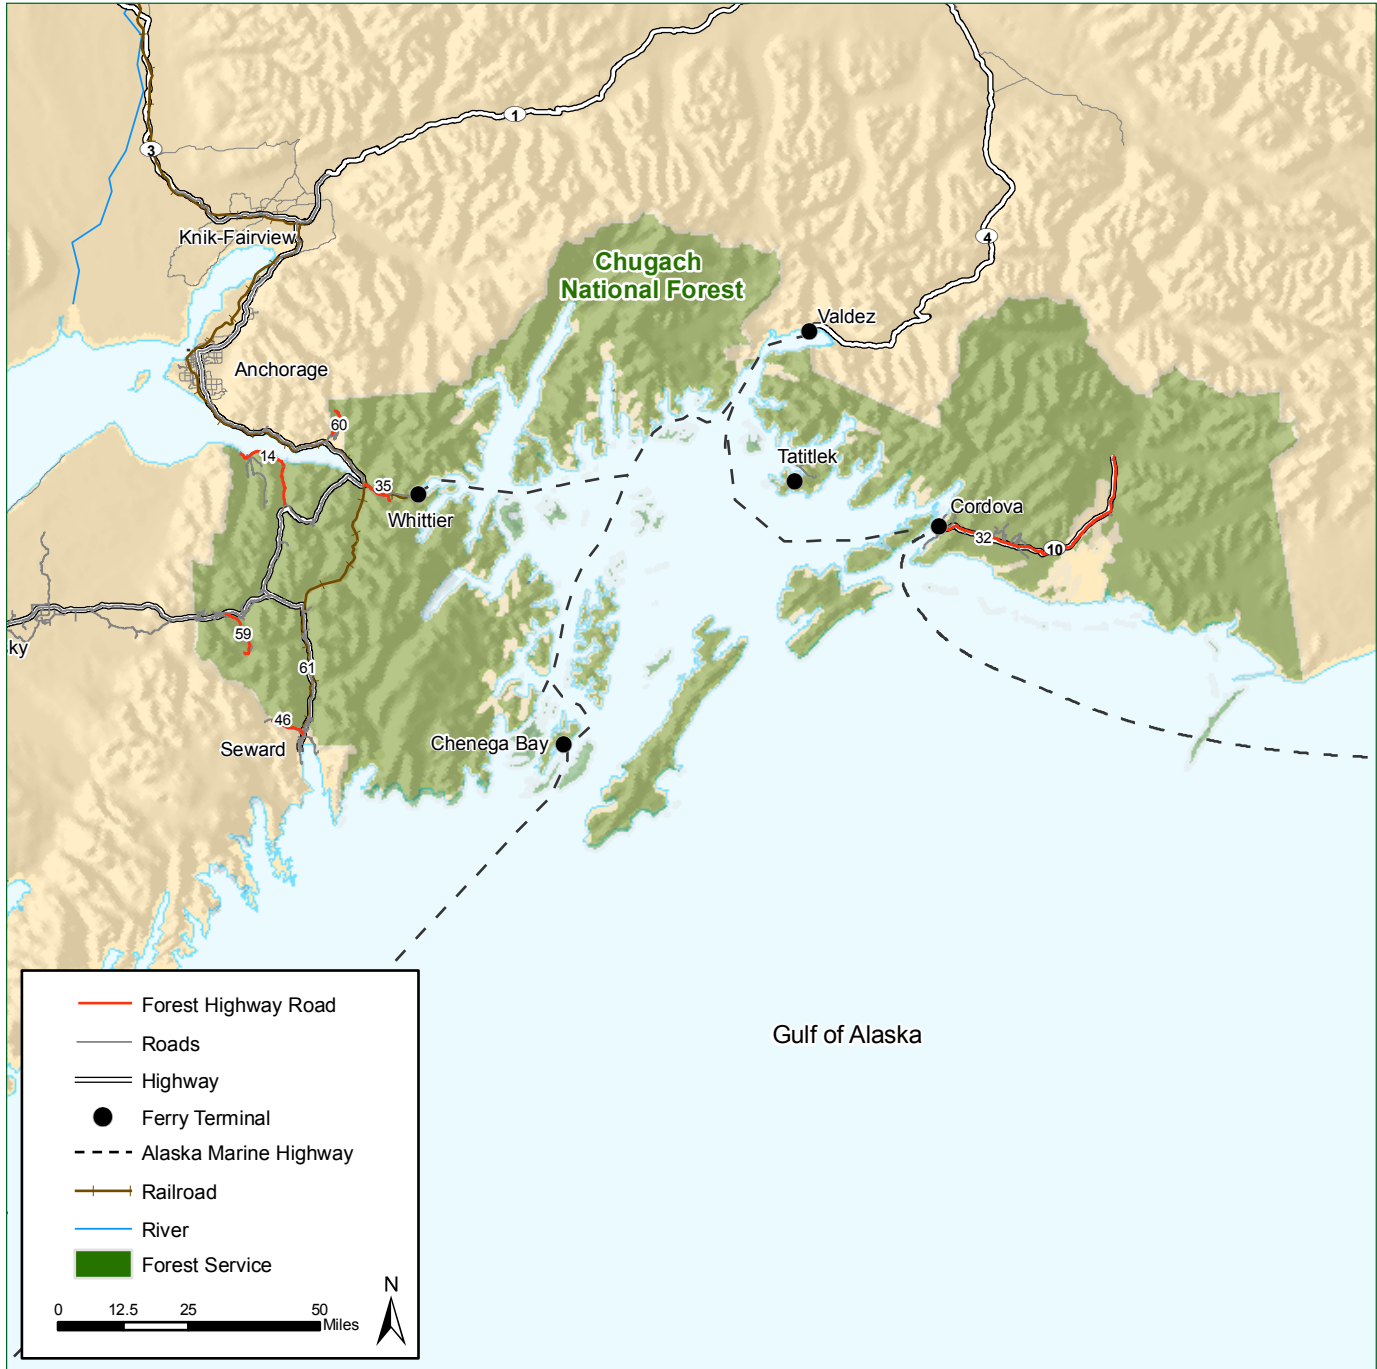 1
3
4
Knik-Fairview
Chugach
National Forest
Valdez
Anchorage
60
14
Tatitlek
35
Whittier
Cordova
32
10
59
ky
61
46
Seward
Chenega Bay
Gulf of Alaska
Forest Highway Road
Roads
Highway
Ferry Terminal
Alaska Marine Highway
Railroad
River
Forest Service
N
0 12.5 25 50
Miles